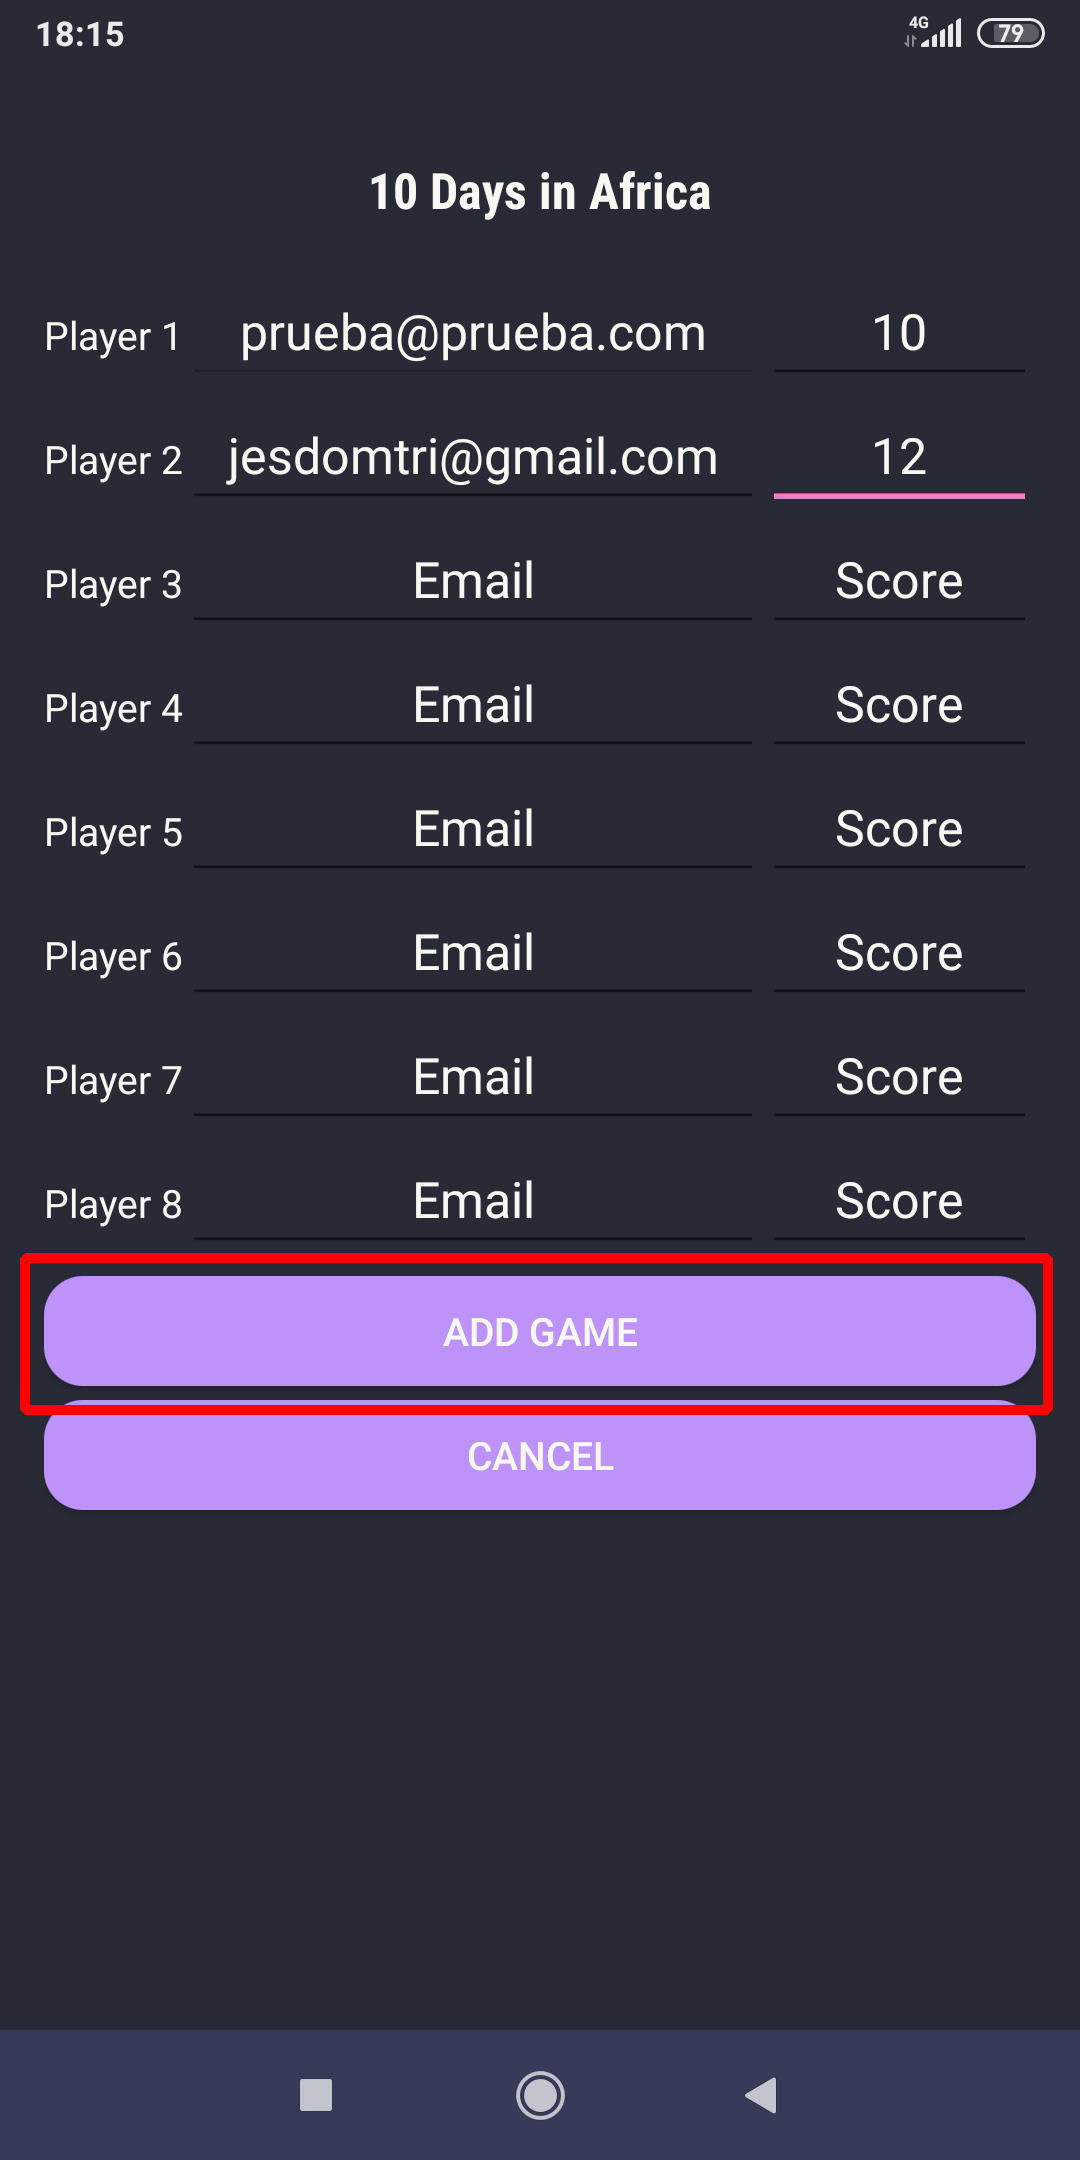 18:15 4G 79
10 Days in Africa
Player 1 prueba@prueba.com 10
Player 2 jesdomtri@gmail.com 12
Player 3 Email Score
Player 4 Email Score
Player 5 Email Score
Player 6 Email Score
Player 7 Email Score
Player 8 Email Score
ADD GAME
CANCEL